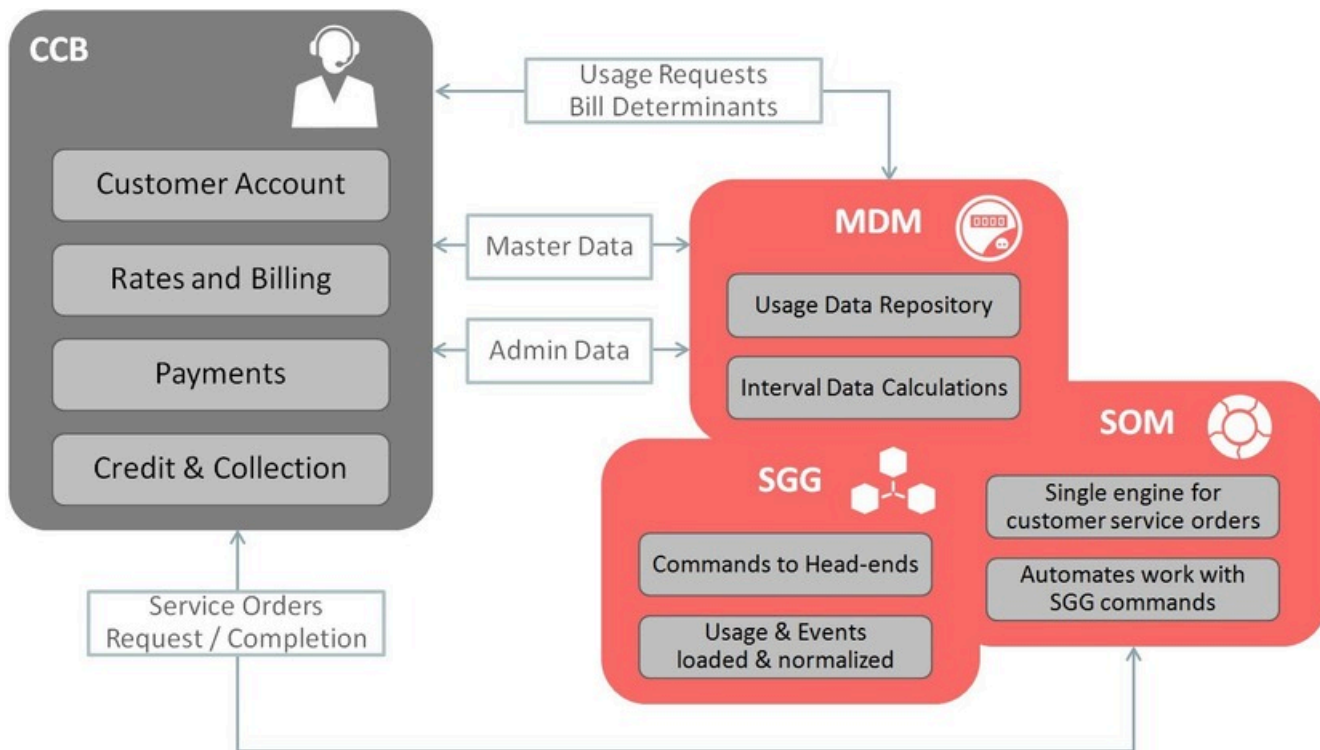 CCB
Customer Account
Rates and Billing
Payments
Credit & Collection
Usage Requests
Bill Determinants
Master Data
Admin Data
Service Orders
Request / Completion
MDM
0000
Usage Data Repository
Interval Data Calculations
SGG
Commands to Head-ends
Usage & Events
loaded & normalized
SOM
Single engine for
customer service orders
Automates work with
SGG commands